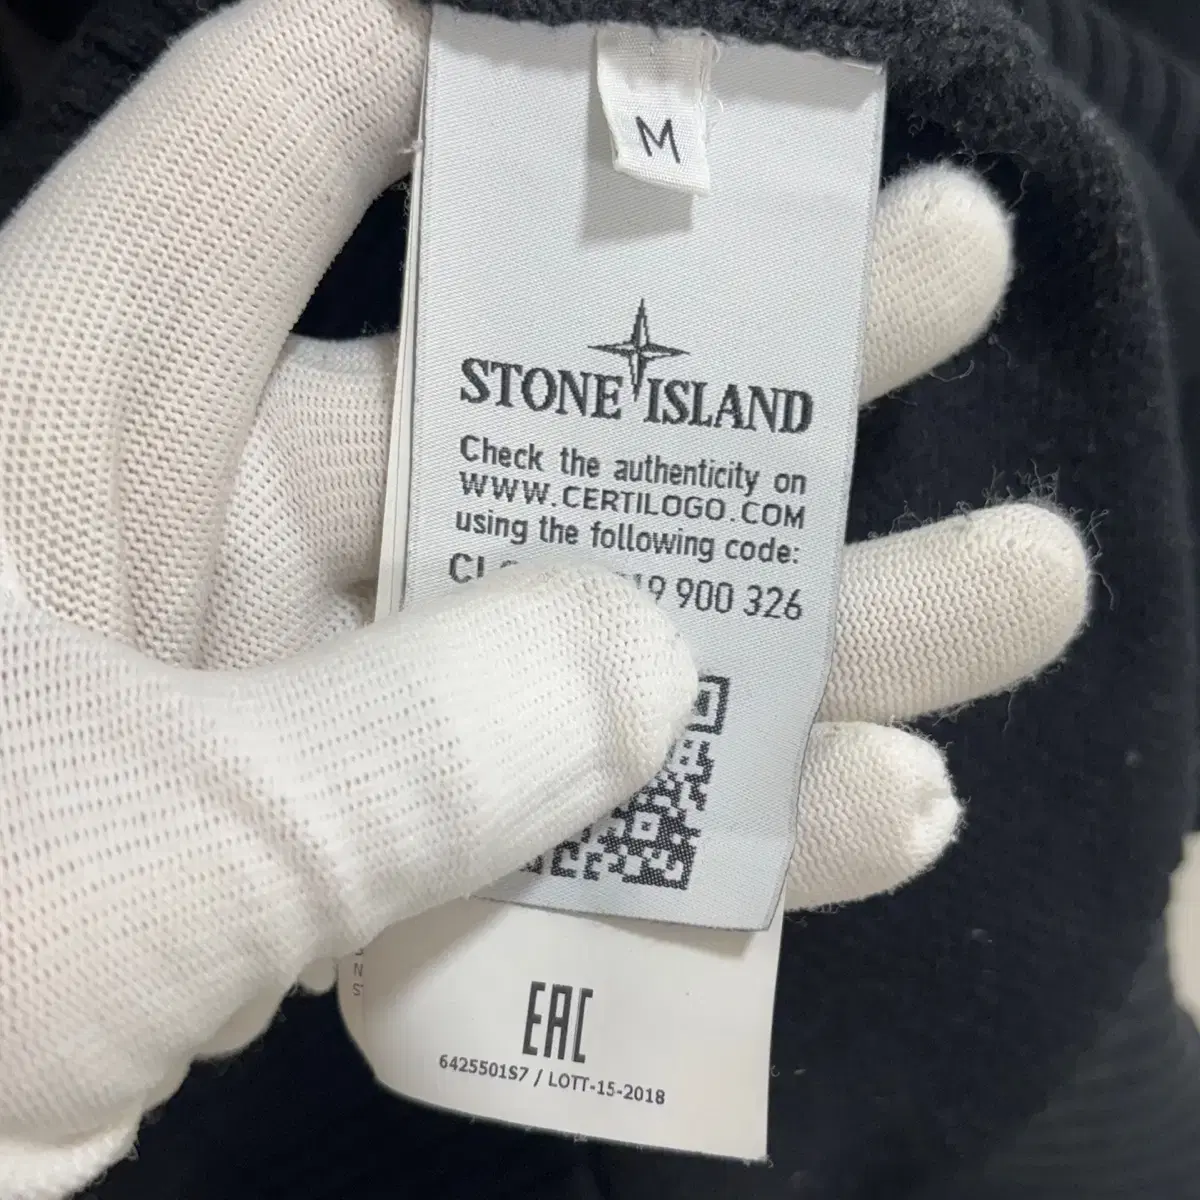 M
STONE ISLAND
Check the authenticity on
WWW.CERTILOGO.COM
using the following code:
900 326
EAC
6425501S7 / LOTT-15-2018